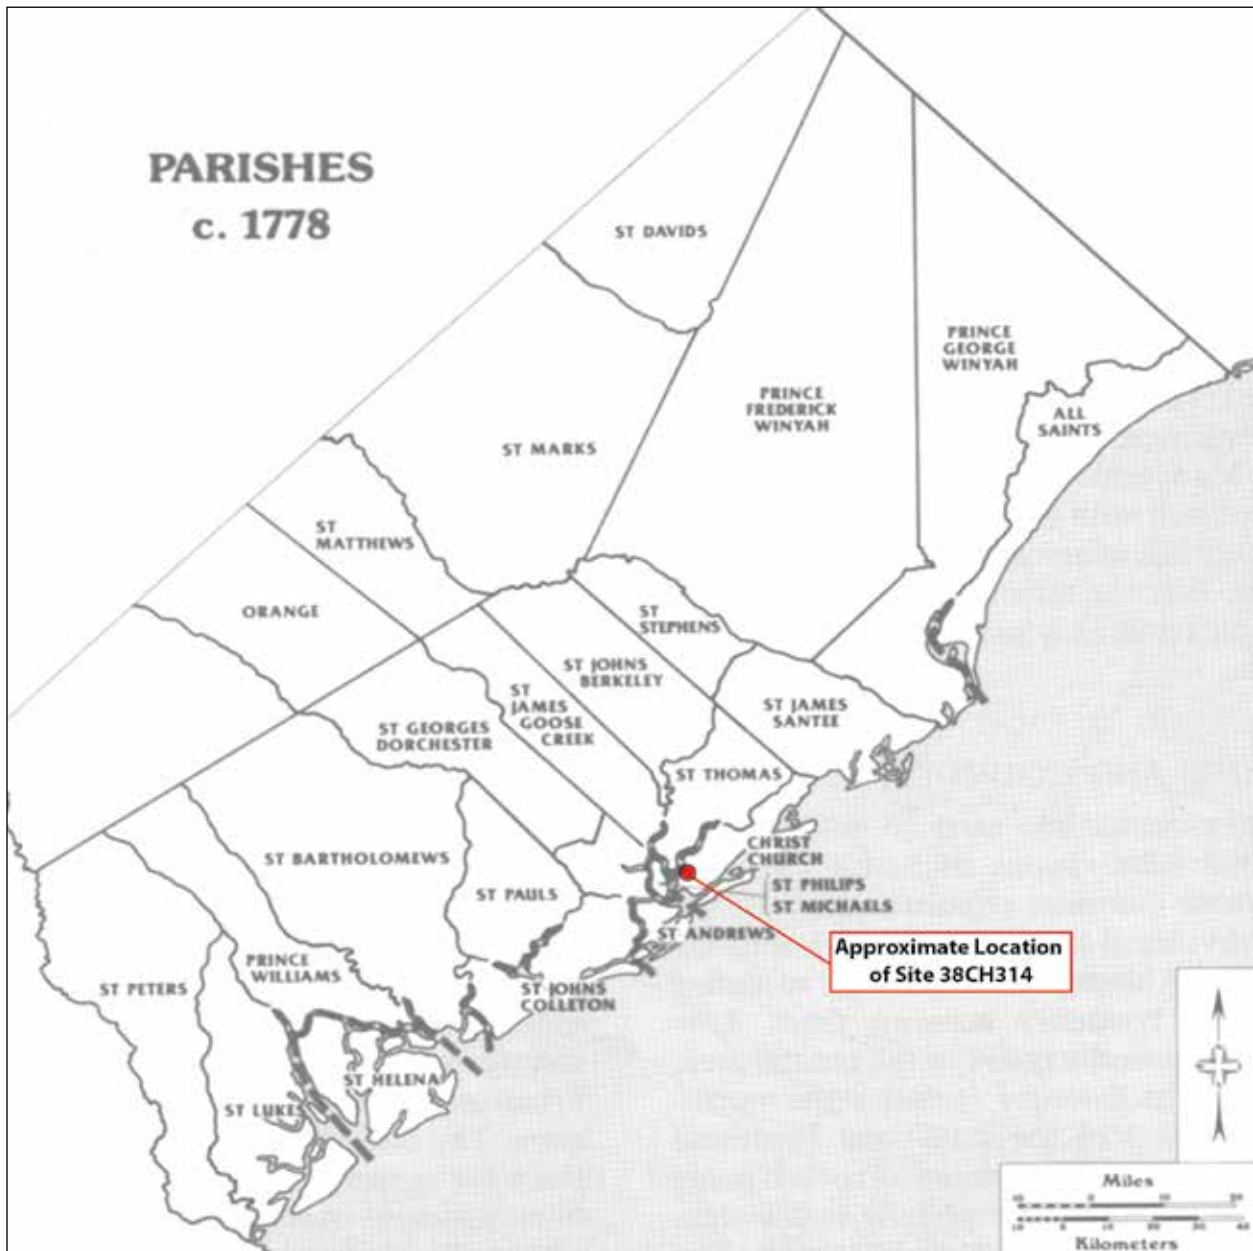 PARISHES
c. 1778
ST DAVIDS
PRINCE
GEORGE
WINYAH
PRINCE
FREDERICK
WINYAH
ALL
SAINTS
ST MARKS
ST
MATTHEWS
ORANGE
ST
STEPHENS
ST JOHNS
BERKELEY
ST
JAMES
GOOSE
CREEK
ST JAMES
SANTEE
ST GEORGES
DORCHESTER
ST THOMAS
CHRIST
CHURCH
ST BARTHOLOMEWS
ST PAULS
ST PHILIPS
ST MICHAELS
ST ANDREWS
Approximate Location
of Site 38CH314
PRINCE
WILLIAMS
ST PETERS
ST JOHNS
COLLETON
ST HELENA
ST LUKES
Miles
Kilometers